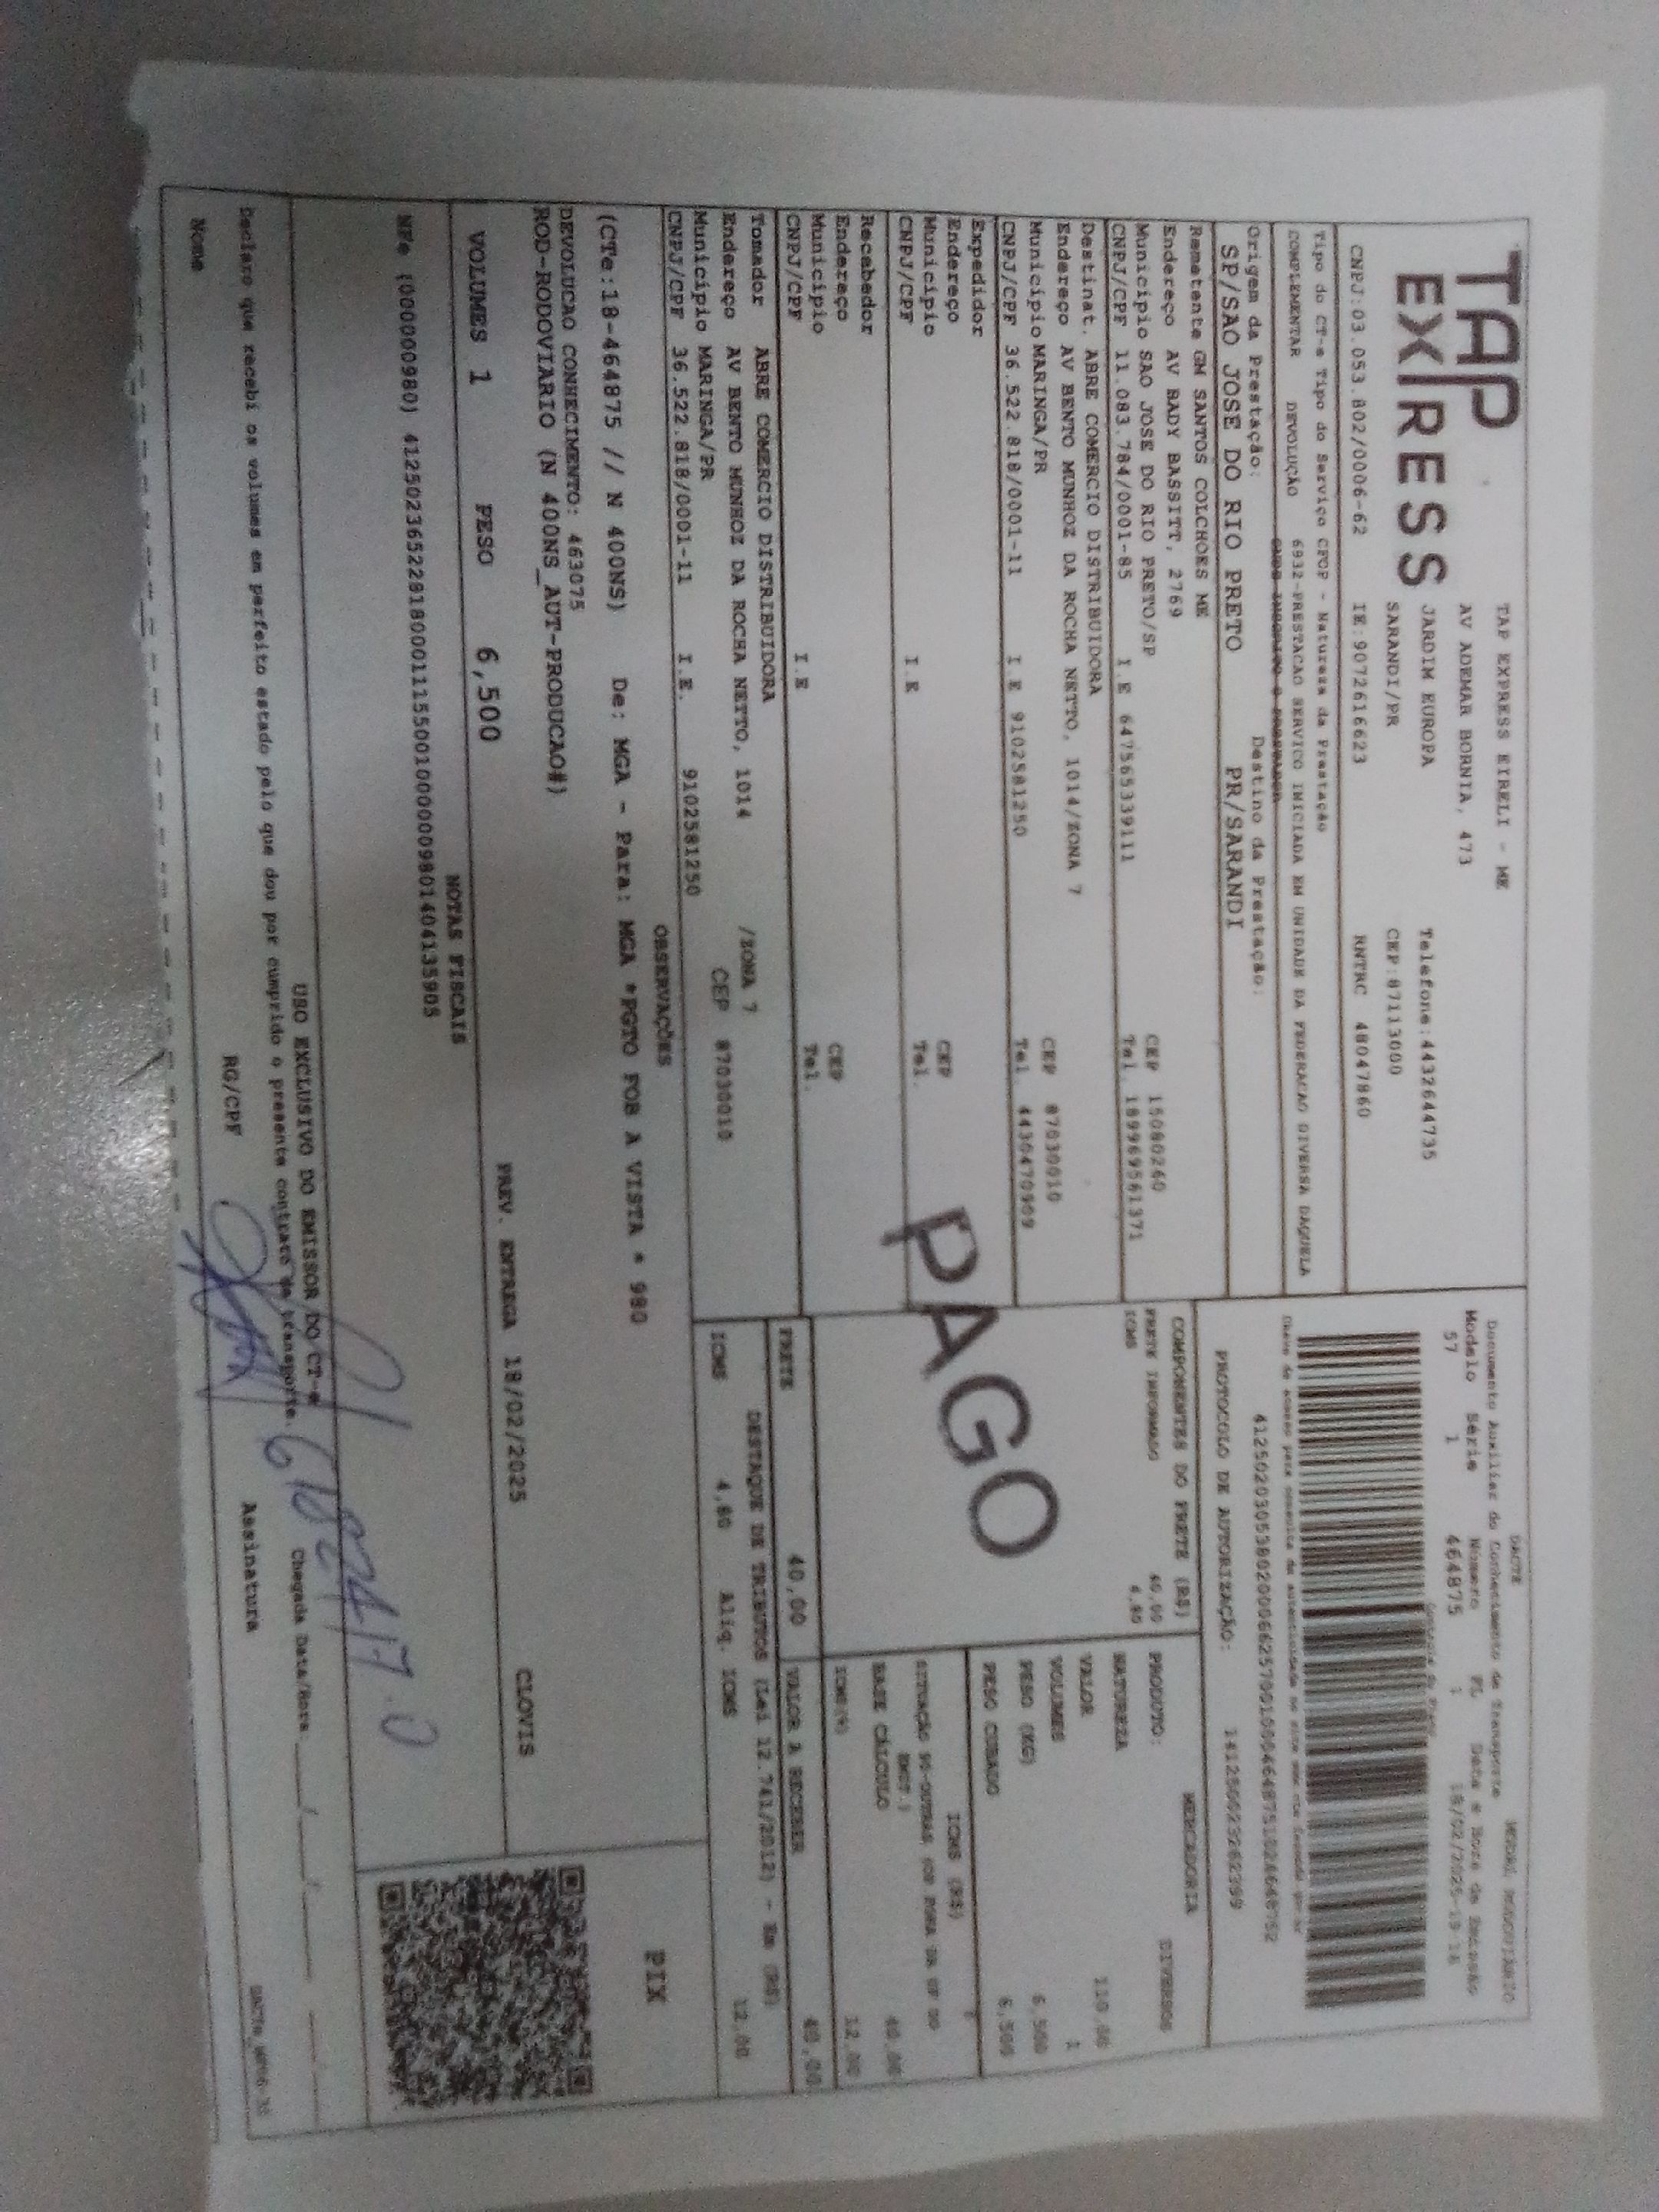 TAP
EXPRESS
TAP EXPRESS EIRELI - ME
AV ADEMAR BORNIA, 473
JARDIM EUROPA Telefone:4432644735
SARANDI/PR CEP:87113000
CNPJ:03.053.802/0006-62 IE:9072616623 RNTRC 48047860
Tipo do CT-e Tipo do Serviço CFOP - Natureza da Prestação
COMPLEMENTAR DEVOLUÇÃO 6932-PRESTACAO SERVICO INICIADA EM UNIDADE DA FEDERACAO DIVERSA DAQUELA
Origem da Prestação: Destino da Prestação:
SP/SAO JOSE DO RIO PRETO PR/SARANDI
Remetente GM SANTOS COLCHOES ME
Endereço AV BADY BASSITT, 2769 CEP 15080260
Município SAO JOSE DO RIO PRETO/SP
CNPJ/CPF 11.083.784/0001-85 I.E 647565339111 Tel.
Destinat. ABRE COMERCIO DISTRIBUIDORA
Endereço AV BENTO MUNHOZ DA ROCHA NETTO, 1014/ZONA 7 CEP 87030010
Município MARINGA/PR
CNPJ/CPF 36.522.818/0001-11 I.E 9102581250 Tel.
Expedidor
Endereço CEP
Município
CNPJ/CPF I.E Tel.
Recebedor
Endereço CEP
Município
CNPJ/CPF I.E Tel.
Tomador ABRE COMERCIO DISTRIBUIDORA
Endereço AV BENTO MUNHOZ DA ROCHA NETTO, 1014 /ZONA 7
Município MARINGA/PR CEP 87030010
CNPJ/CPF 36.522.818/0001-11 I.E. 9102581250
DACTE MODAL RODOVIÁRIO
Documento Auxiliar do Conhecimento de Transporte
Modelo Série Número FL Data e Hora de Emissão
57 1 464875 1 18/02/2025
Controle do Fisco
PROTOCOLO DE AUTORIZAÇÃO:
COMPONENTES DO FRETE (R$)
FRETE INFORMADO 40,00
ICMS 4,80
PAGO
MERCADORIA
PRODUTO: DIVERSOS
NATUREZA
VALOR
VOLUMES 1
PESO (KG) 6,500
PESO CUBADO 6,500
ICMS (R$)
BASE CÁLCULO 40,00
ICMS(%) 12,00
FRETE 40,00 VALOR A RECEBER 40,00
DESTAQUE DE TRIBUTOS (Lei 12.741/2012) - Em (R$)
ICMS 4,80 Aliq. ICMS 12,00
OBSERVAÇÕES
(CTe:18-464875 // N 400NS) De: MGA - Para: MGA *PGTO FOB A VISTA * 980
DEVOLUCAO CONHECIMENTO: 463075
ROD-RODOVIARIO (N 400NS_AUT-PRODUCAO#)
PIX
VOLUMES 1 PESO 6,500 PREV. ENTREGA 18/02/2025 CLOVIS
NOTAS FISCAIS
NFe (000000980) 41250236522818000111550010000009801404135905
USO EXCLUSIVO DO EMISSOR DO CT-e
Declaro que recebi os volumes em perfeito estado pelo que dou por cumprido o presente contrato de transporte. Chegada Data/Hora
Nome RG/CPF Assinatura